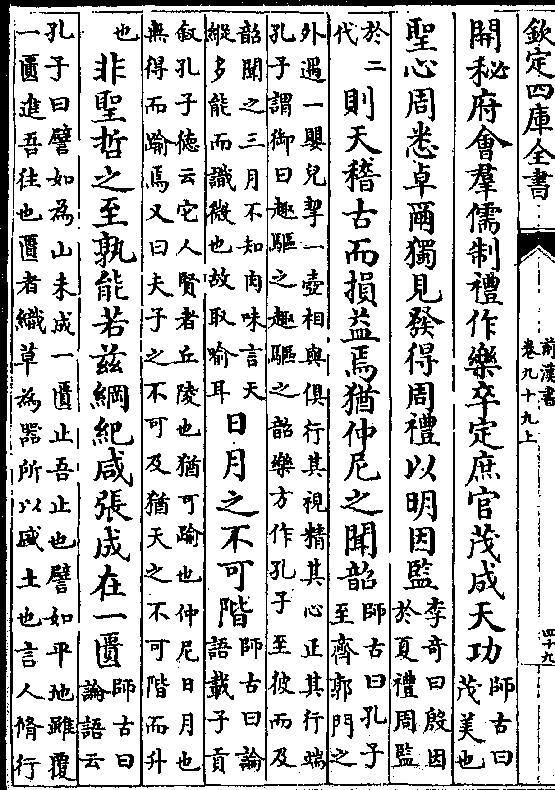 欽定四庫全書
前漢書
卷九十九上
四十九
開秘府會羣儒制禮作樂卒定庶官茂成天功師古曰
茂美也
聖心周悉卓爾獨見發得周禮以明因監李奇曰殷因
於夏禮周監
於二
代
則天稽古而損益焉猶仲尼之聞韶師古曰孔子
至齊郭門之
外遇一嬰兒挈一壺相與俱行其視精其心正其行端
孔子謂御曰趣驅之趣驅之韶樂方作孔子至彼而及
韶聞之三月不知肉味言天
縱多能而識微也故取喻耳
日月之不可階師古曰論
語載子貢
叙孔子德云它人賢者丘陵也猶可踰也仲尼日月也
無得而踰焉又曰夫子之不可及猶天之不可階而升
也
非聖哲之至孰能若兹綱紀咸張成在一匱師古曰
論語云
孔子曰譬如為山未成一匱止吾止也譬如平地雖覆
一匱進吾往也匱者織草為器所以盛土也言人脩行